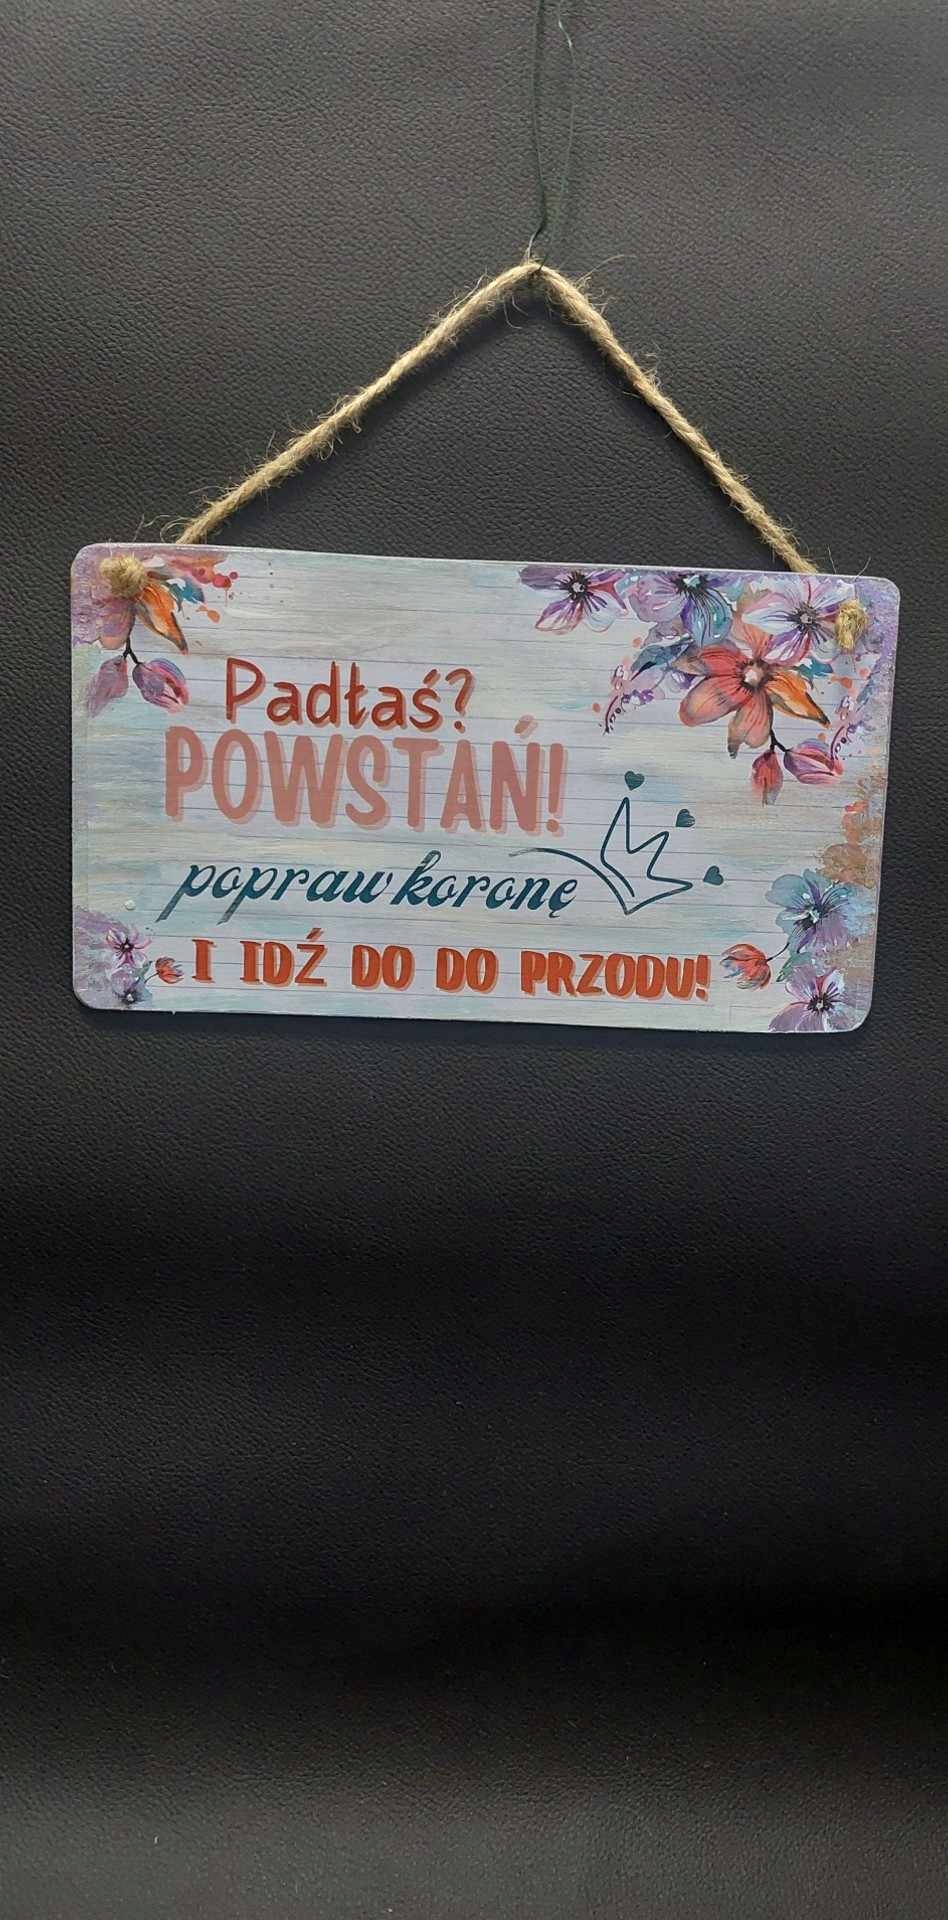 Padłaś?
POWSTAŃ!
popraw koronę
I IDŹ DO DO PRZODU!